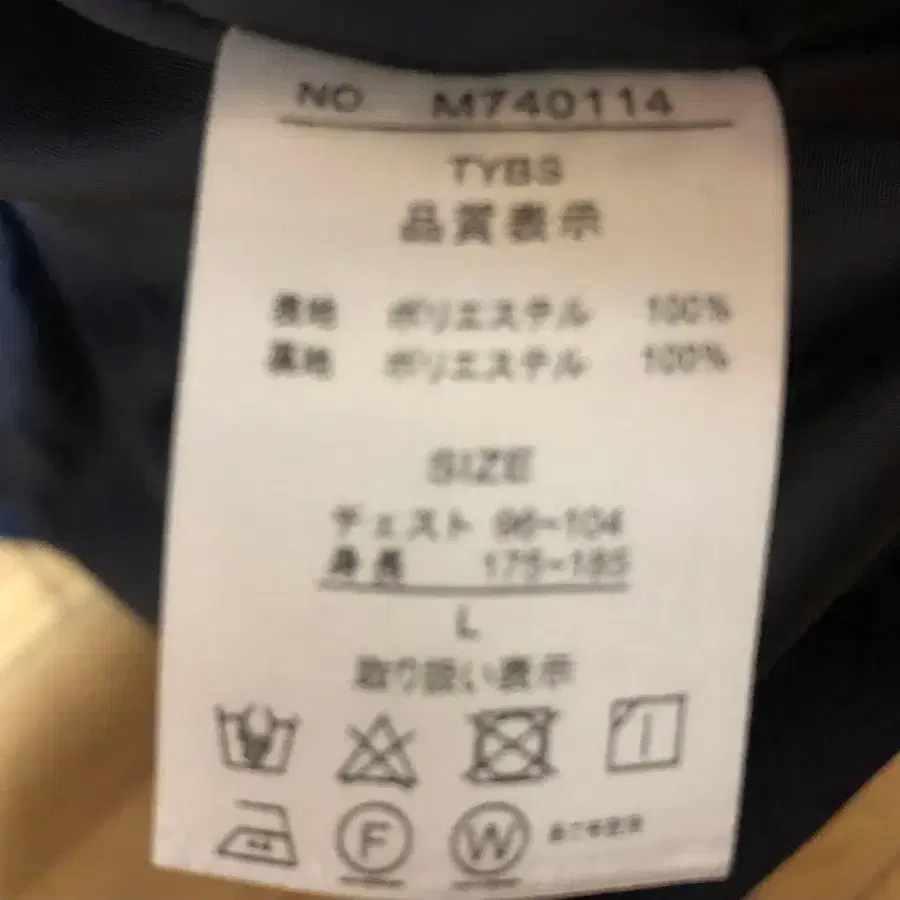 NO M740114
TYBS
品質表示
表地 ポリエステル 100%
裏地 ポリエステル 100%
SIZE
チェスト 96-104
身長 175-185
L
取り扱い表示
F W